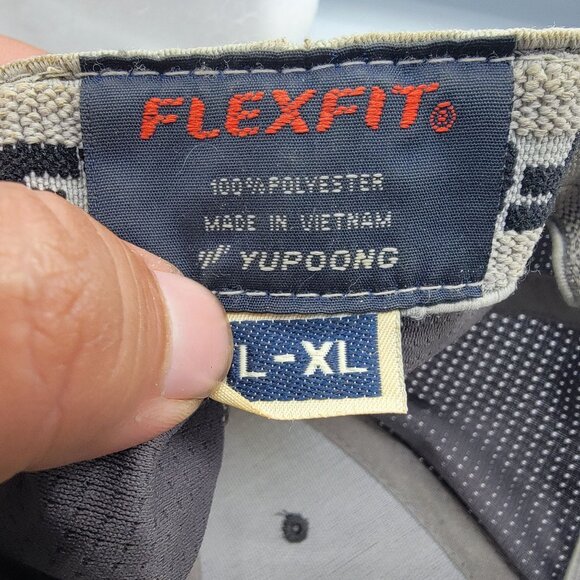 FLEXFIT®
100% POLYESTER
MADE IN VIETNAM
YUPOONG
L-XL